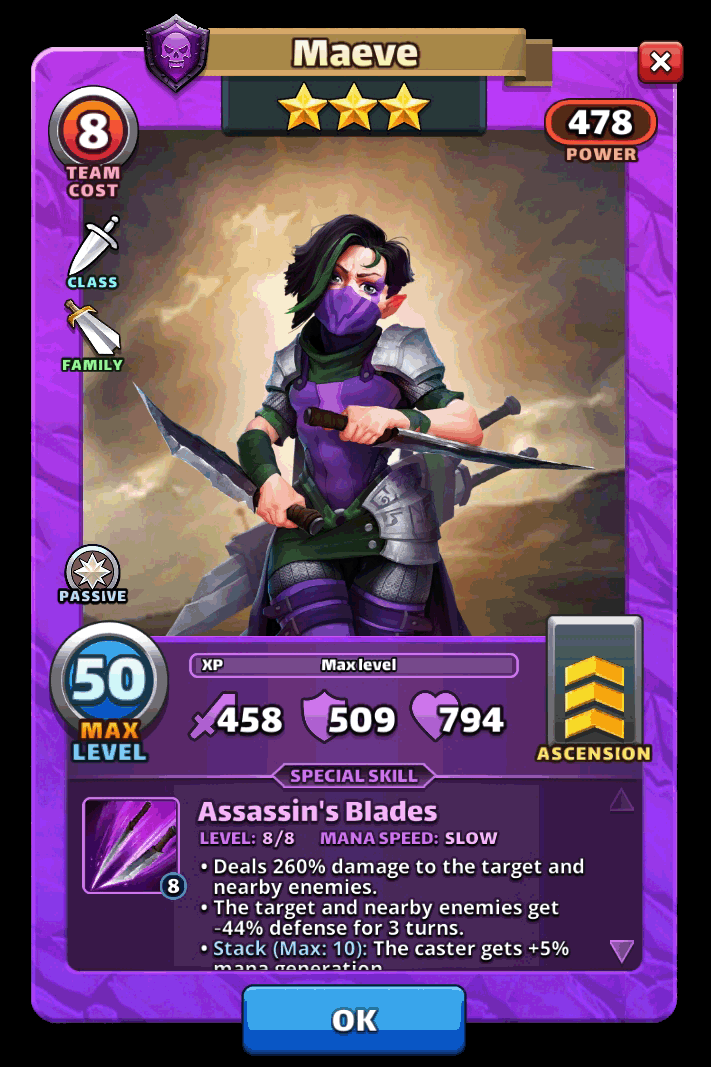 Maeve
8
TEAM
COST
478
POWER
CLASS
FAMILY
PASSIVE
50
MAX
LEVEL
XP Max level
458 509 794
ASCENSION
SPECIAL SKILL
Assassin's Blades
LEVEL: 8/8 MANA SPEED: SLOW
8
• Deals 260% damage to the target and
nearby enemies.
• The target and nearby enemies get
-44% defense for 3 turns.
• Stack (Max: 10): The caster gets +5%
mana generation
OK